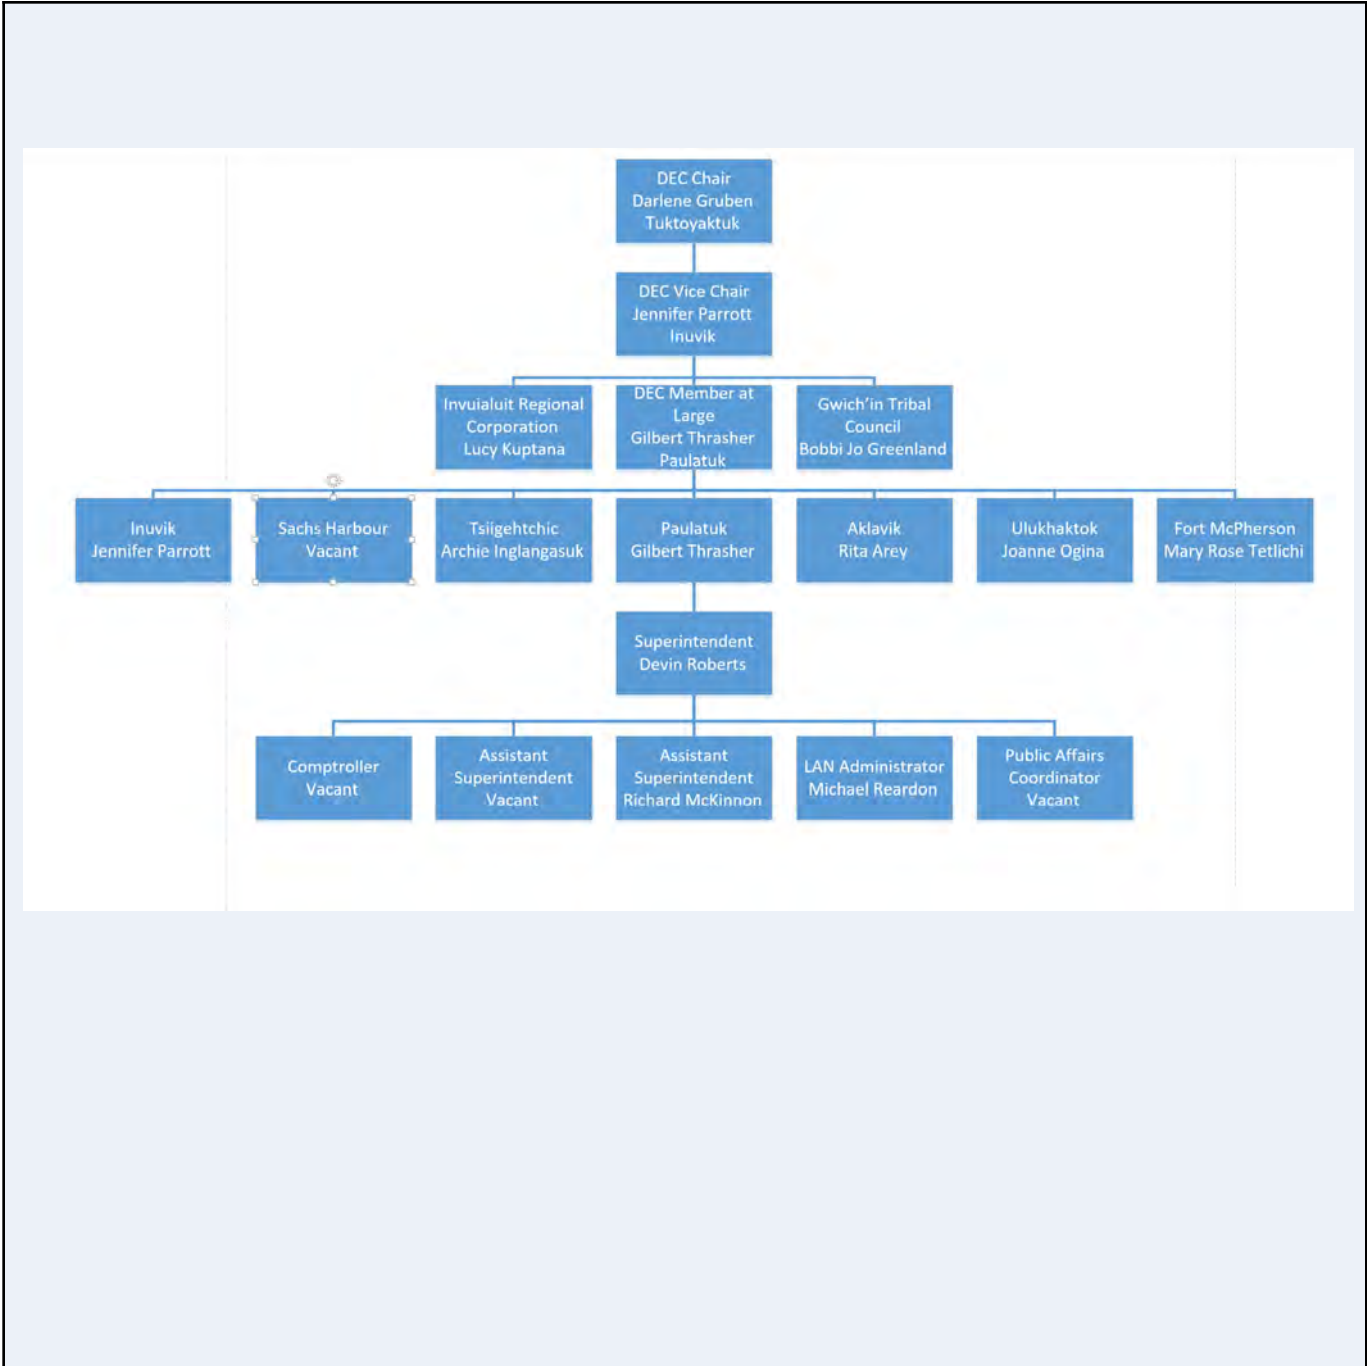 DEC Chair
Darlene Gruben
Tuktoyaktuk
DEC Vice Chair
Jennifer Parrott
Inuvik
Invuialuit Regional
Corporation
Lucy Kuptana
DEC Member at
Large
Gilbert Thrasher
Paulatuk
Gwich'in Tribal
Council
Bobbi Jo Greenland
Inuvik
Jennifer Parrott
Sachs Harbour
Vacant
Tsiigehtchic
Archie Inglangasuk
Paulatuk
Gilbert Thrasher
Aklavik
Rita Arey
Ulukhaktok
Joanne Ogina
Fort McPherson
Mary Rose Tetlichi
Superintendent
Devin Roberts
Comptroller
Vacant
Assistant
Superintendent
Vacant
Assistant
Superintendent
Richard McKinnon
LAN Administrator
Michael Reardon
Public Affairs
Coordinator
Vacant